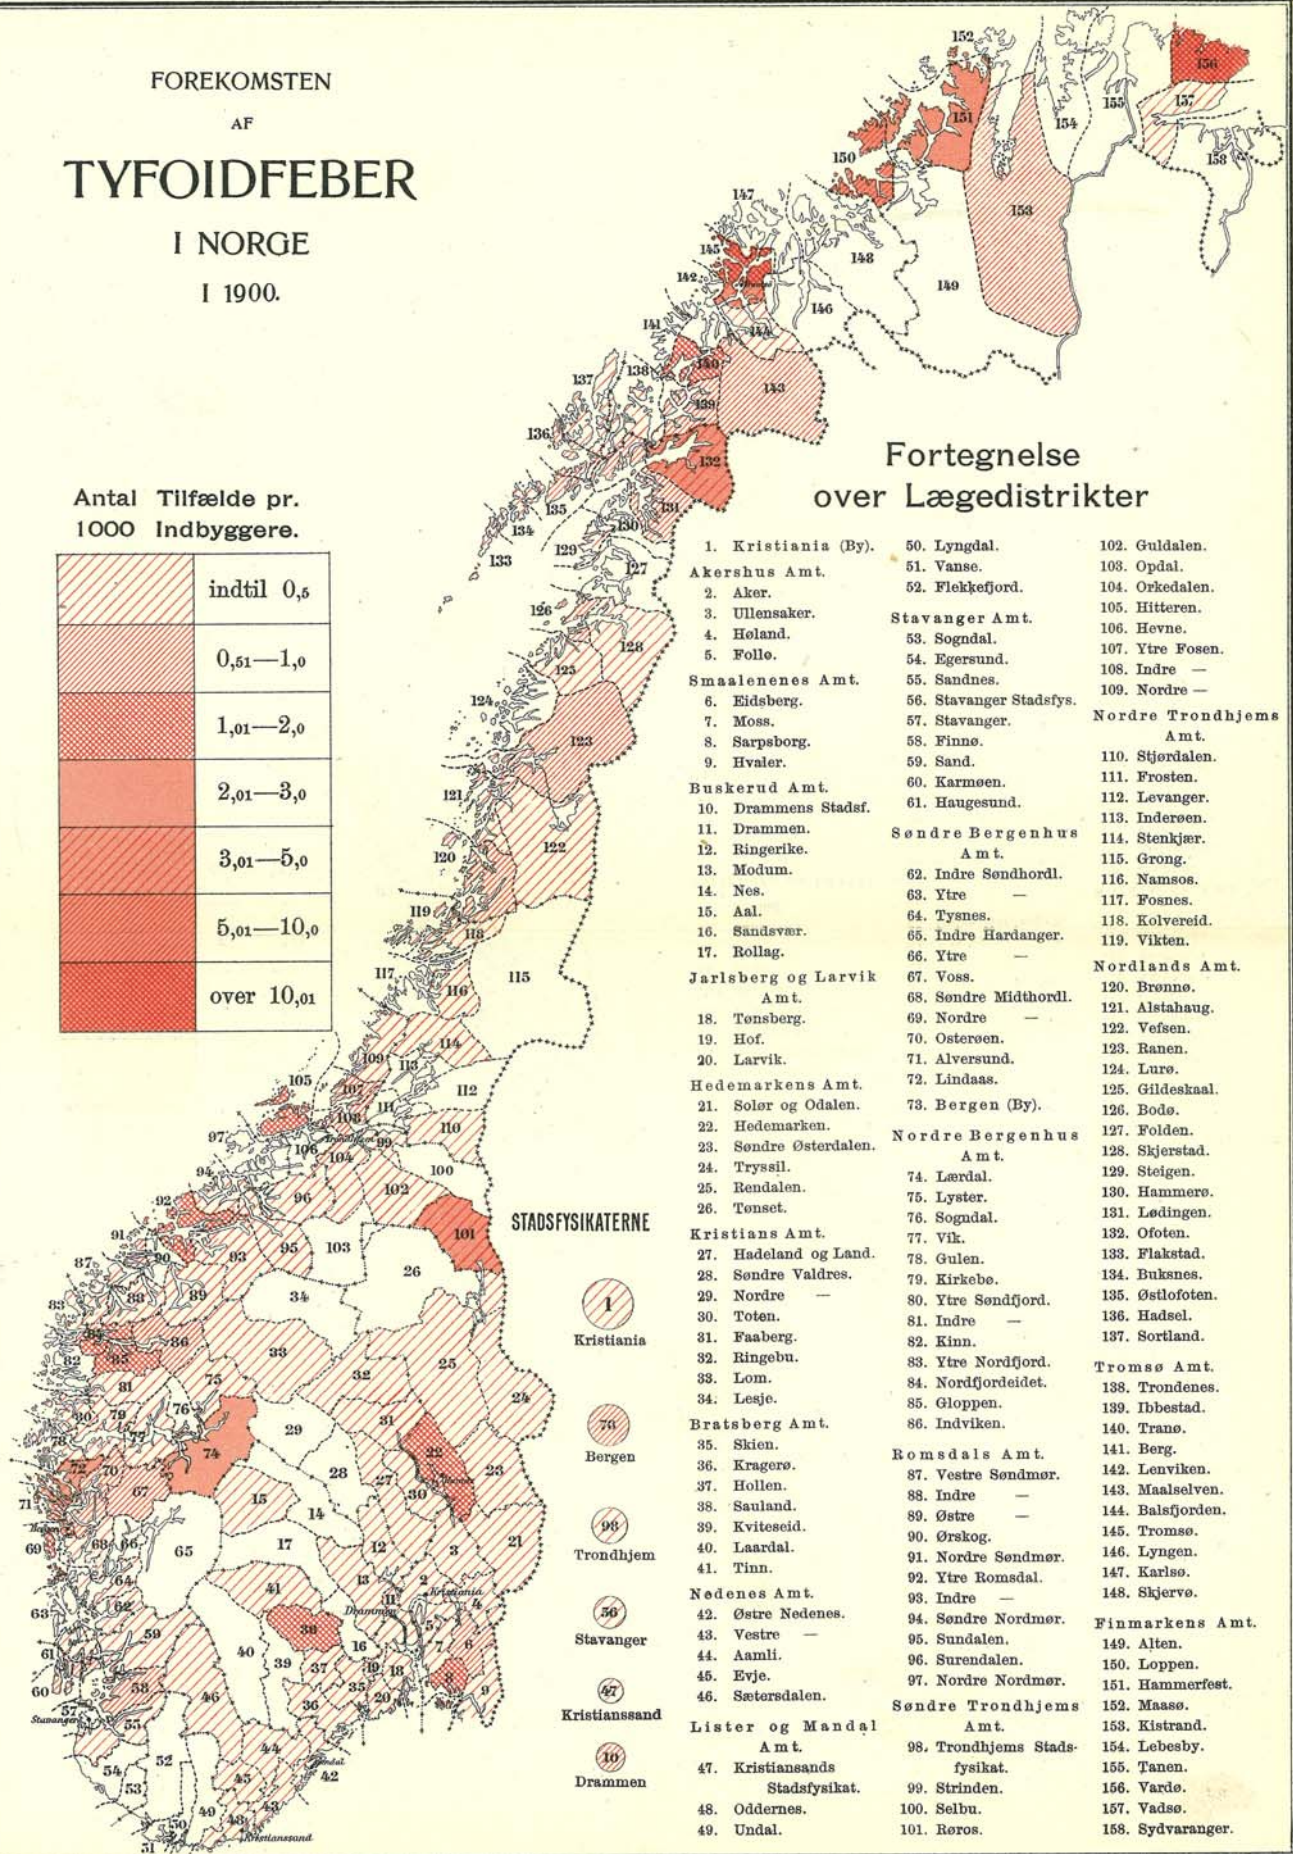 FOREKOMSTEN
AF
TYFOIDFEBER
I NORGE
I 1900.
Antal Tilfælde pr.
1000 Indbyggere.
indtil 0,5
0,51—1,0
1,01—2,0
2,01—3,0
3,01—5,0
5,01—10,0
over 10,01
STADSFYSIKATERNE
1
Kristiania
73
Bergen
98
Trondhjem
56
Stavanger
47
Kristianssand
10
Drammen
Fortegnelse
over Lægedistrikter
1. Kristiania (By).
Akershus Amt.
2. Aker.
3. Ullensaker.
4. Høland.
5. Follo.
Smaalenenes Amt.
6. Eidsberg.
7. Moss.
8. Sarpsborg.
9. Hvaler.
Buskerud Amt.
10. Drammens Stadsf.
11. Drammen.
12. Ringerike.
13. Modum.
14. Nes.
15. Aal.
16. Sandsvær.
17. Rollag.
Jarlsberg og Larvik
Amt.
18. Tønsberg.
19. Hof.
20. Larvik.
Hedemarkens Amt.
21. Solør og Odalen.
22. Hedemarken.
23. Søndre Østerdalen.
24. Tryssil.
25. Rendalen.
26. Tønset.
Kristians Amt.
27. Hadeland og Land.
28. Søndre Valdres.
29. Nordre —
30. Toten.
31. Faaberg.
32. Ringebu.
33. Lom.
34. Lesje.
Bratsberg Amt.
35. Skien.
36. Kragerø.
37. Hollen.
38. Sauland.
39. Kviteseid.
40. Laardal.
41. Tinn.
Nedenes Amt.
42. Østre Nedenes.
43. Vestre —
44. Aamli.
45. Evje.
46. Sætersdalen.
Lister og Mandal
Amt.
47. Kristiansands
Stadsfysikat.
48. Oddernes.
49. Undal.
50. Lyngdal.
51. Vanse.
52. Flekkefjord.
Stavanger Amt.
53. Sogndal.
54. Egersund.
55. Sandnes.
56. Stavanger Stadsfys.
57. Stavanger.
58. Finnø.
59. Sand.
60. Karmøen.
61. Haugesund.
Søndre Bergenhus
Amt.
62. Indre Søndhordl.
63. Ytre —
64. Tysnes.
65. Indre Hardanger.
66. Ytre —
67. Voss.
68. Søndre Midthordl.
69. Nordre —
70. Osterøen.
71. Alversund.
72. Lindaas.
73. Bergen (By).
Nordre Bergenhus
Amt.
74. Lærdal.
75. Lyster.
76. Sogndal.
77. Vik.
78. Gulen.
79. Kirkebø.
80. Ytre Søndfjord.
81. Indre —
82. Kinn.
83. Ytre Nordfjord.
84. Nordfjordeidet.
85. Gloppen.
86. Indviken.
Romsdals Amt.
87. Vestre Søndmør.
88. Indre —
89. Østre —
90. Ørskog.
91. Nordre Søndmør.
92. Ytre Romsdal.
93. Indre —
94. Søndre Nordmør.
95. Sundalen.
96. Surendalen.
97. Nordre Nordmør.
Søndre Trondhjems
Amt.
98. Trondhjems Stads-
fysikat.
99. Strinden.
100. Selbu.
101. Røros.
102. Guldalen.
103. Opdal.
104. Orkedalen.
105. Hitteren.
106. Hevne.
107. Ytre Fosen.
108. Indre —
109. Nordre —
Nordre Trondhjems
Amt.
110. Stjørdalen.
111. Frosten.
112. Levanger.
113. Inderøen.
114. Stenkjær.
115. Grong.
116. Namsos.
117. Fosnes.
118. Kolvereid.
119. Vikten.
Nordlands Amt.
120. Brønnø.
121. Alstahaug.
122. Vefsen.
123. Ranen.
124. Lurø.
125. Gildeskaal.
126. Bodø.
127. Folden.
128. Skjerstad.
129. Steigen.
130. Hammerø.
131. Lødingen.
132. Ofoten.
133. Flakstad.
134. Buksnes.
135. Østlofoten.
136. Hadsel.
137. Sortland.
Tromsø Amt.
138. Trondenes.
139. Ibbestad.
140. Tranø.
141. Berg.
142. Lenviken.
143. Maalselven.
144. Balsfjorden.
145. Tromsø.
146. Lyngen.
147. Karlsø.
148. Skjervø.
Finmarkens Amt.
149. Alten.
150. Loppen.
151. Hammerfest.
152. Maasø.
153. Kistrand.
154. Lebesby.
155. Tanen.
156. Vardø.
157. Vadsø.
158. Sydvaranger.